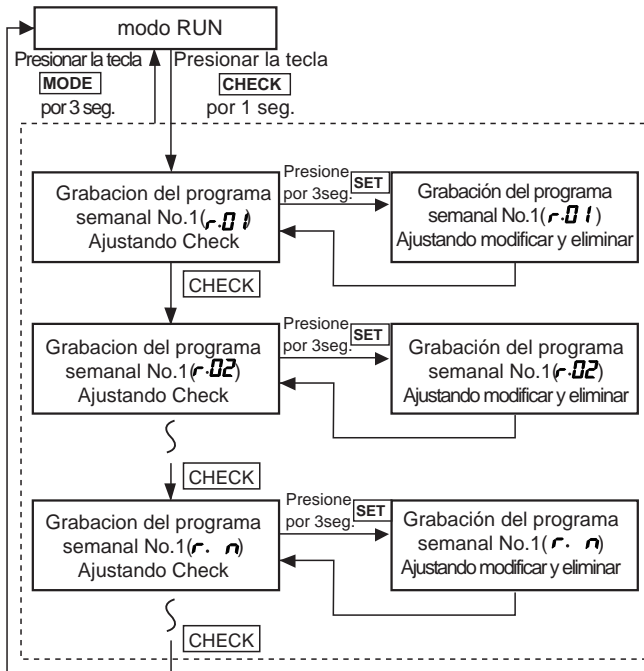 modo RUN
Presionar la tecla
MODE
por 3 seg.
Presionar la tecla
CHECK
por 1 seg.
Grabacion del programa
semanal No.1(r.01)
Ajustando Check
Presione
por 3seg.
SET
Grabación del programa
semanal No.1(r.01)
Ajustando modificar y eliminar
CHECK
Grabacion del programa
semanal No.1(r.02)
Ajustando Check
Presione
por 3seg.
SET
Grabación del programa
semanal No.1(r.02)
Ajustando modificar y eliminar
CHECK
Grabacion del programa
semanal No.1(r. n)
Ajustando Check
Presione
por 3seg.
SET
Grabación del programa
semanal No.1(r. n)
Ajustando modificar y eliminar
CHECK